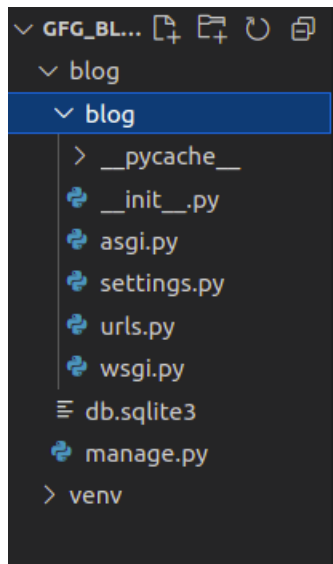 GFG_BL...
blog
blog
__pycache__
__init__.py
asgi.py
settings.py
urls.py
wsgi.py
db.sqlite3
manage.py
venv